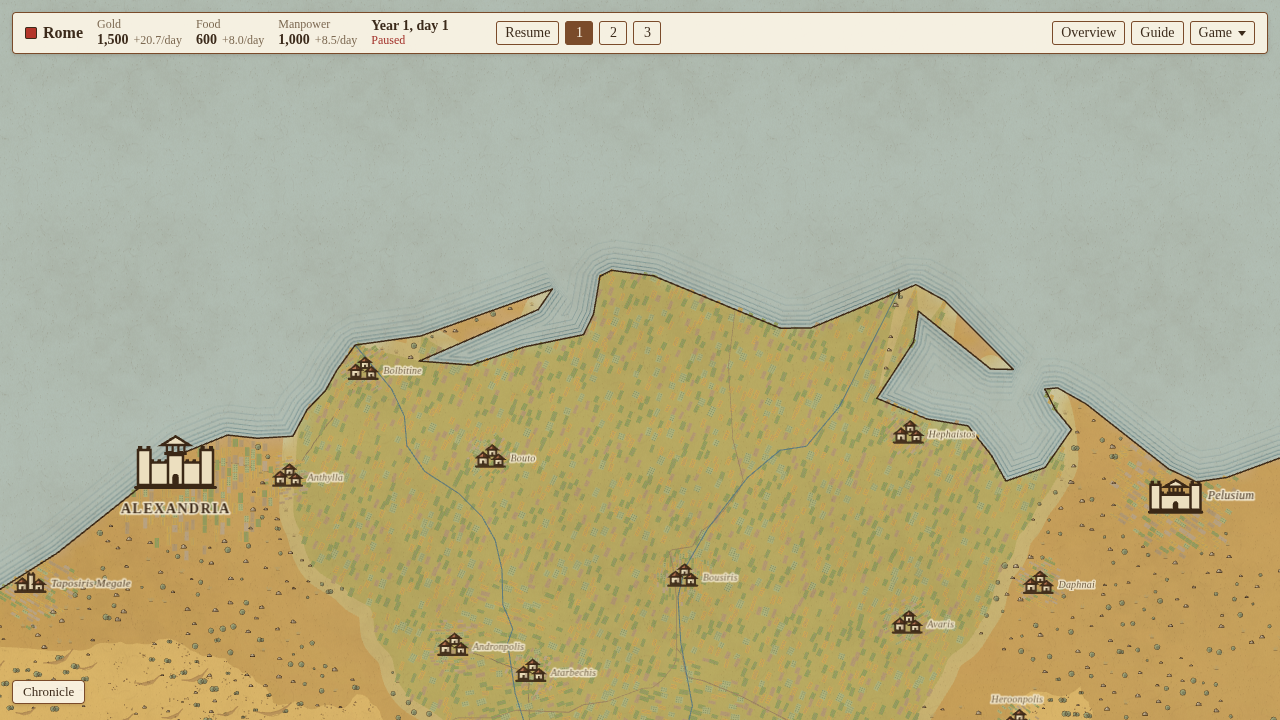 Rome
Gold
1,500 +20.7/day
Food
600 +8.0/day
Manpower
1,000 +8.5/day
Year 1, day 1
Paused
Resume
1
2
3
Overview
Guide
Game
Bolbitine
Bouto
Hephaistos
Anthylla
ALEXANDRIA
Pelusium
Taposiris Megale
Bousiris
Daphnai
Avaris
Andronpolis
Atarbechis
Heroonpolis
Chronicle